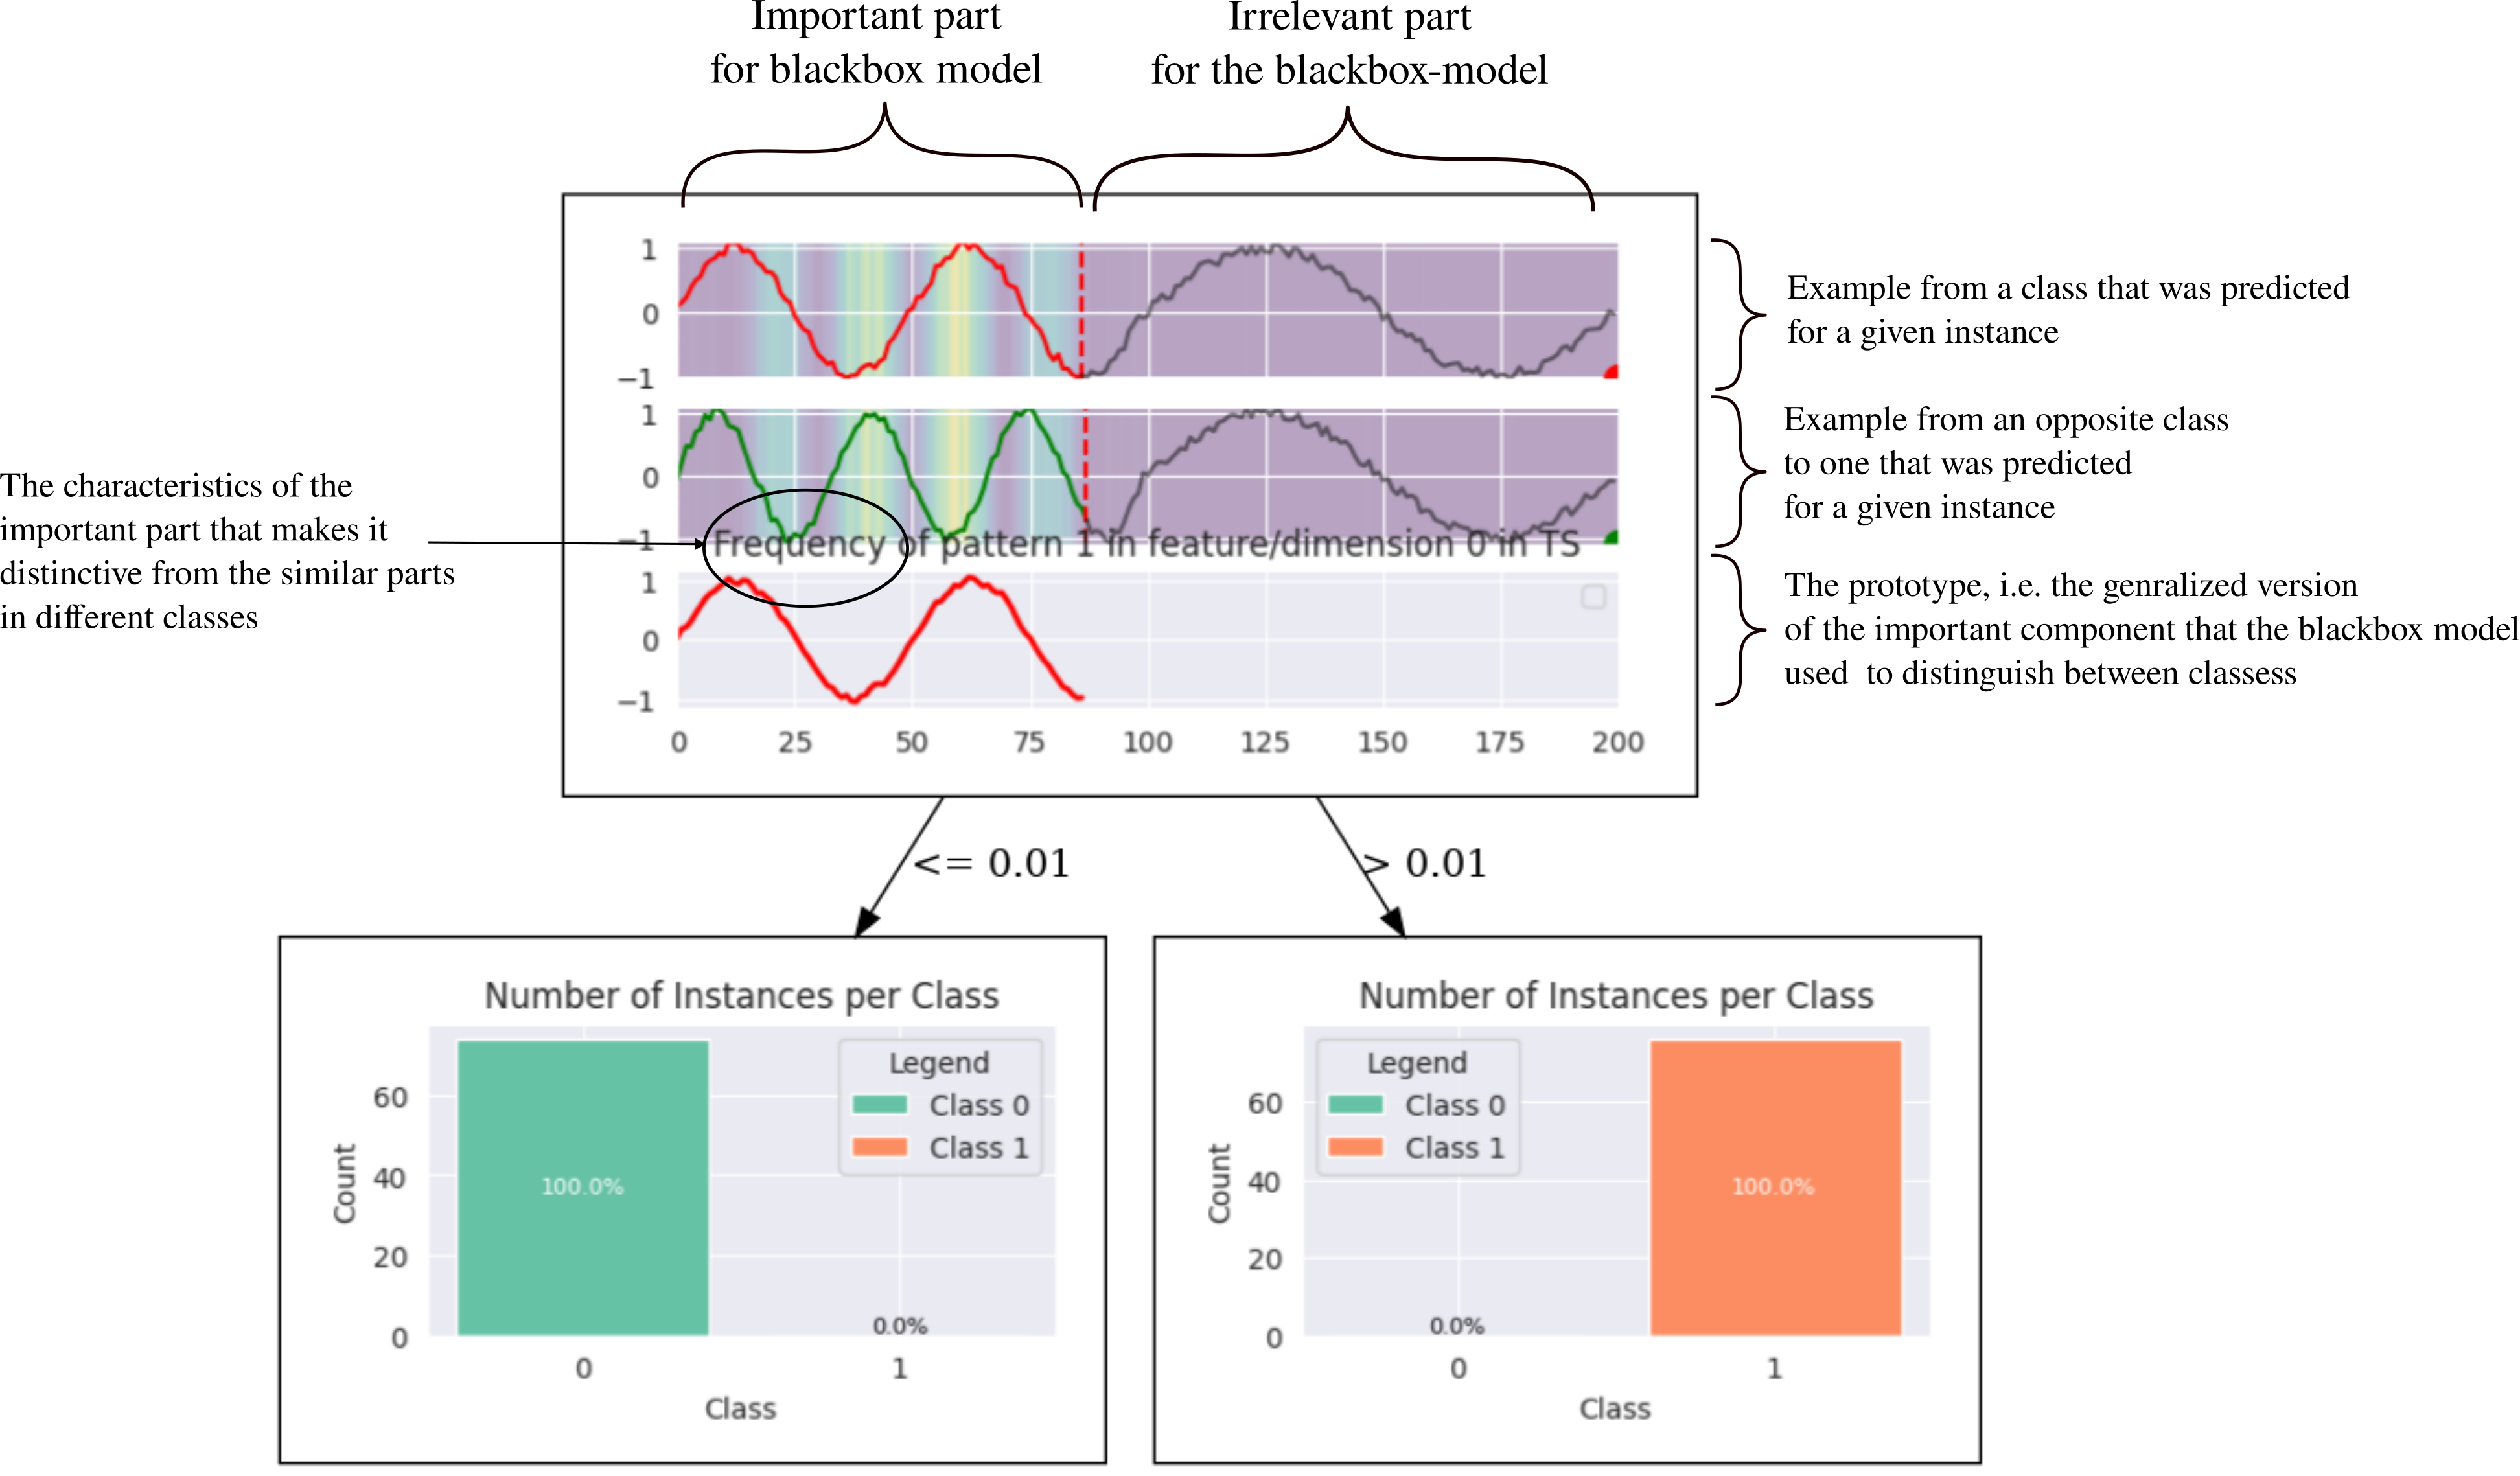 Important part
for blackbox model
Irrelevant part
for the blackbox-model
1
0
−1
Example from a class that was predicted
for a given instance
1
0
−1
Example from an opposite class
to one that was predicted
for a given instance
The characteristics of the
important part that makes it
distinctive from the similar parts
in different classes
Frequency of pattern 1 in feature/dimension 0 in TS
1
0
−1
The prototype, i.e. the genralized version
of the important component that the blackbox model
used to distinguish between classess
0 25 50 75 100 125 150 175 200
<= 0.01
> 0.01
Number of Instances per Class
Legend
Class 0
Class 1
60
40
20
0
Count
100.0%
0.0%
0 1
Class
Number of Instances per Class
Legend
Class 0
Class 1
60
40
20
0
Count
0.0%
100.0%
0 1
Class